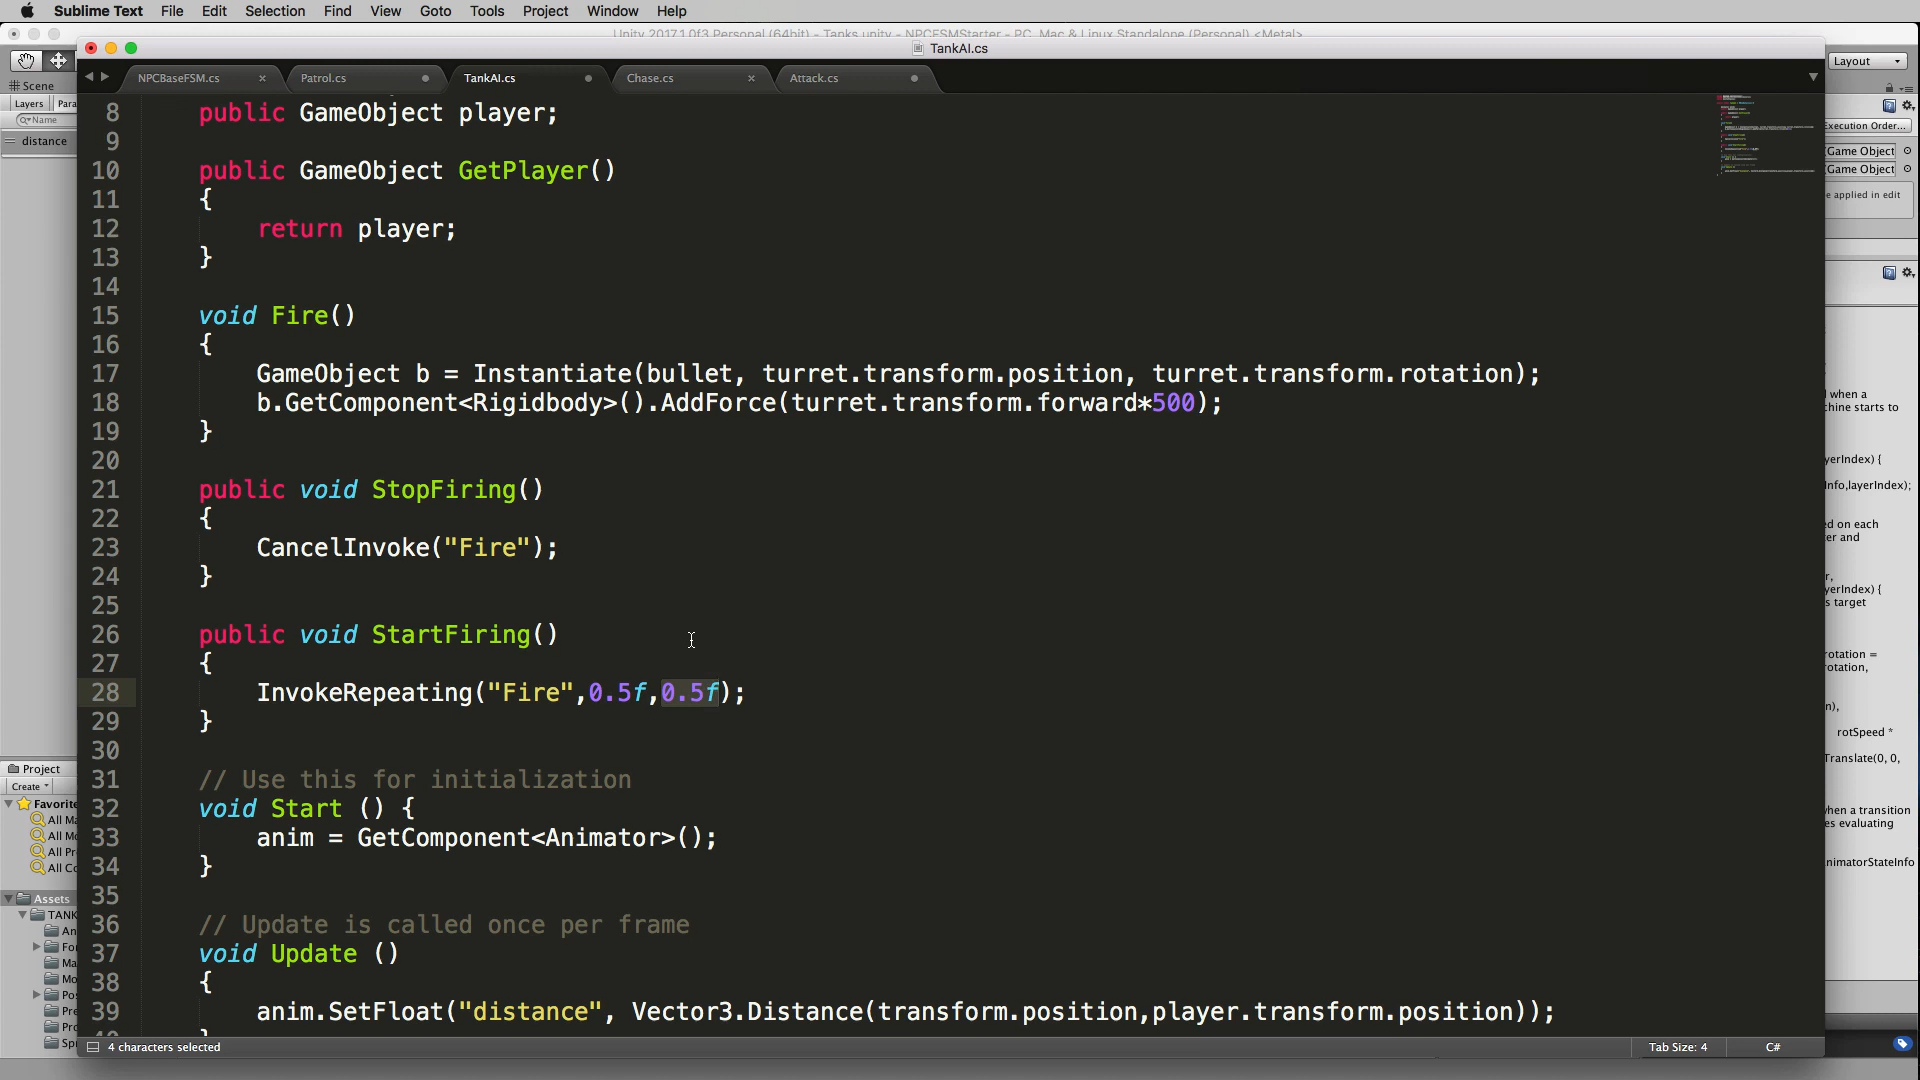 Sublime Text File Edit Selection Find View Goto Tools Project Window Help
Unity 2017.1.0f3 Personal (64bit) - Tanks.unity - NPCFSMStarter - PC, Mac & Linux Standalone (Personal) <Metal>
TankAI.cs
Layout
NPCBaseFSM.cs Patrol.cs TankAI.cs Chase.cs Attack.cs
Scene
Layers Para
Name
distance
8 public GameObject player;
9
10 public GameObject GetPlayer()
11 {
12 return player;
13 }
14
15 void Fire()
16 {
17 GameObject b = Instantiate(bullet, turret.transform.position, turret.transform.rotation);
18 b.GetComponent<Rigidbody>().AddForce(turret.transform.forward*500);
19 }
20
21 public void StopFiring()
22 {
23 CancelInvoke("Fire");
24 }
25
26 public void StartFiring()
27 {
28 InvokeRepeating("Fire",0.5f,0.5f);
29 }
30
31 // Use this for initialization
32 void Start () {
33 anim = GetComponent<Animator>();
34 }
35
36 // Update is called once per frame
37 void Update ()
38 {
39 anim.SetFloat("distance", Vector3.Distance(transform.position,player.transform.position));
40 }
4 characters selected
Tab Size: 4
C#
Project
Create
Favorite
All Ma
All Mo
All Pr
All Co
Assets
TANK
An
Fo
Ma
Mo
Pos
Pre
Pro
Spr
Execution Order...
(Game Object
(Game Object
e applied in edit
when a
chine starts to
yerIndex) {
Info,layerIndex);
ed on each
er and
r,
yerIndex) {
s target
rotation =
rotation,
n),
rotSpeed *
Translate(0, 0,
when a transition
es evaluating
nimatorStateInfo